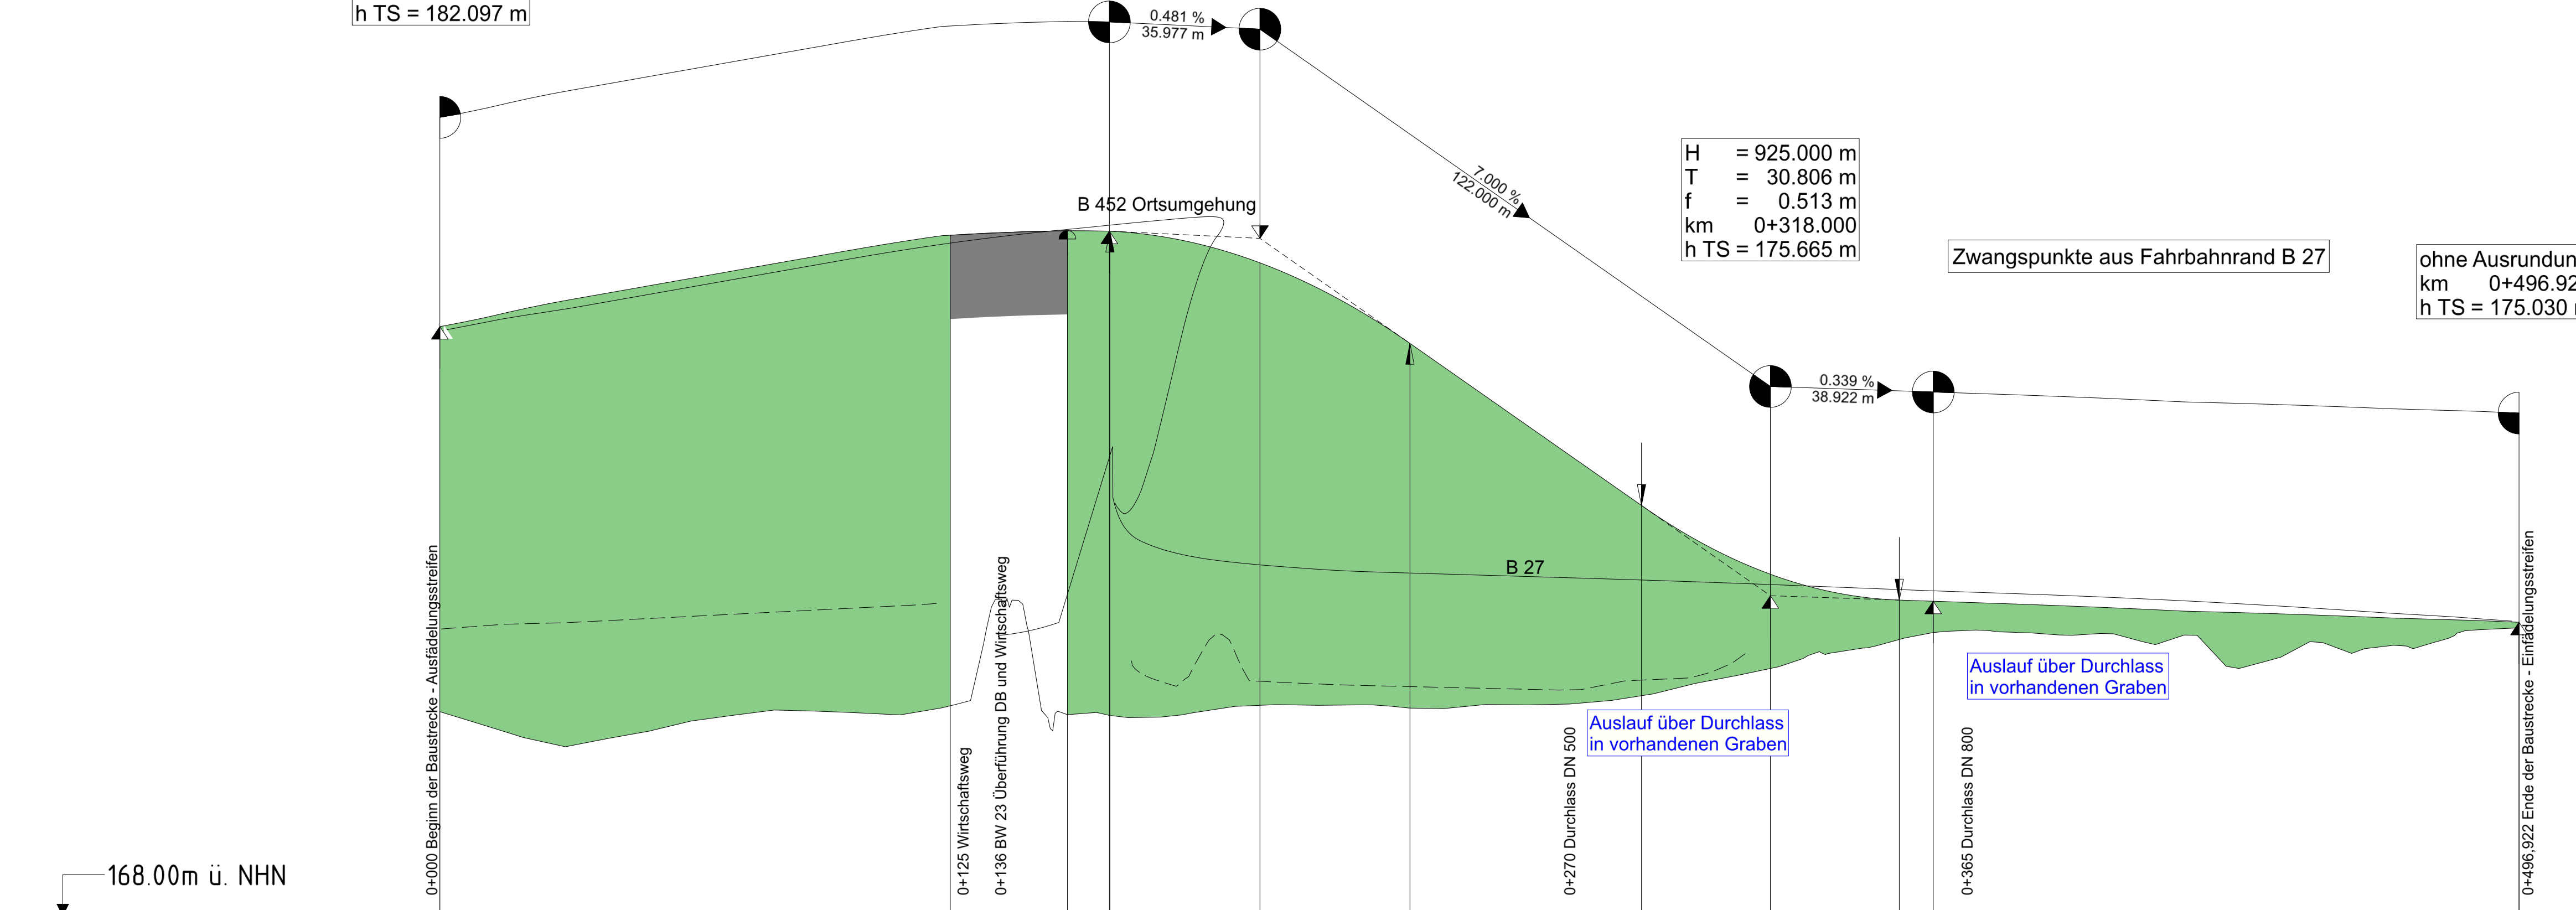 h TS = 182.097 m
0.481 %
35.977 m
7.000 %
122.000 m
H = 925.000 m
T = 30.806 m
f = 0.513 m
km 0+318.000
h TS = 175.665 m
B 452 Ortsumgehung
Zwangspunkte aus Fahrbahnrand B 27
ohne Ausrundun
km 0+496.92
h TS = 175.030
0.339 %
38.922 m
B 27
Auslauf über Durchlass
in vorhandenen Graben
Auslauf über Durchlass
in vorhandenen Graben
0+000 Beginn der Baustrecke - Ausfädelungsstreifen
0+125 Wirtschaftsweg
0+136 BW 23 Überführung DB und Wirtschaftsweg
0+270 Durchlass DN 500
0+365 Durchlass DN 800
0+496,922 Ende der Baustrecke - Einfädelungsstreifen
168.00m ü. NHN